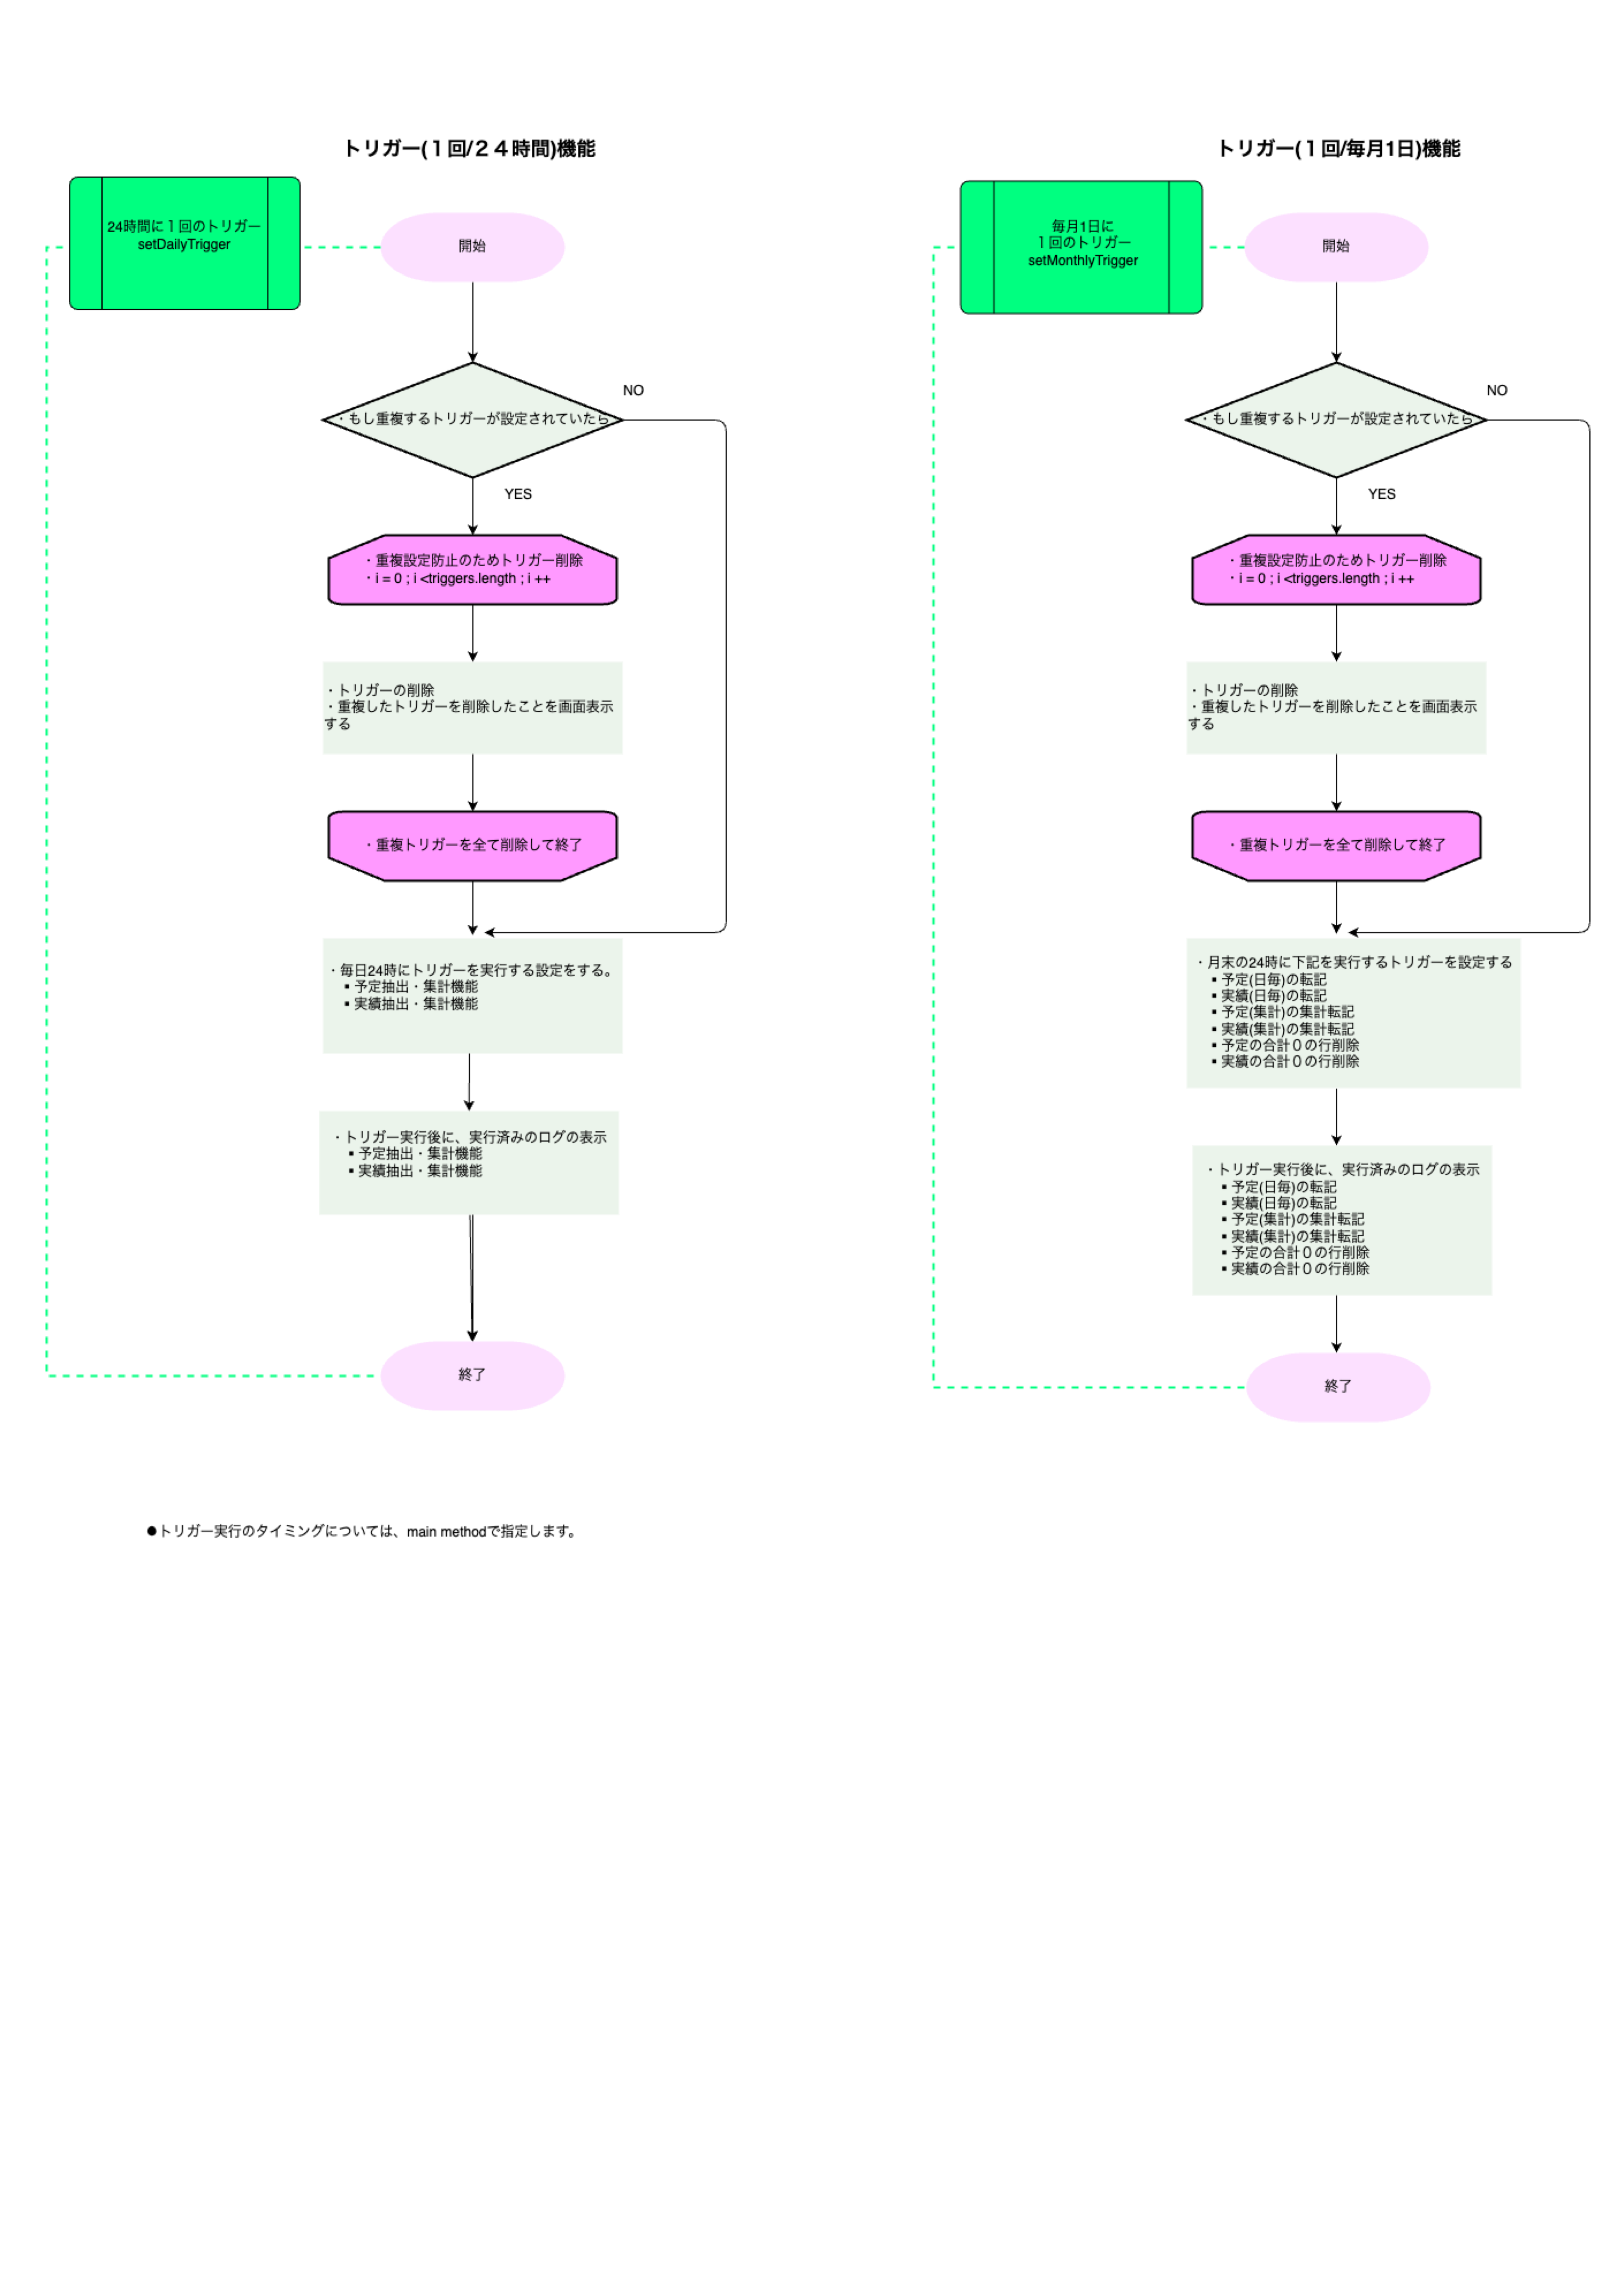 トリガー(１回/２４時間)機能
24時間に１回のトリガー
setDailyTrigger
開始
・もし重複するトリガーが設定されていたら
NO
YES
・重複設定防止のためトリガー削除
・i = 0 ; i <triggers.length ; i ++
・トリガーの削除
・重複したトリガーを削除したことを画面表示
する
・重複トリガーを全て削除して終了
・毎日24時にトリガーを実行する設定をする。
▪予定抽出・集計機能
▪実績抽出・集計機能
・トリガー実行後に、実行済みのログの表示
▪予定抽出・集計機能
▪実績抽出・集計機能
終了
●トリガー実行のタイミングについては、main methodで指定します。
トリガー(１回/毎月1日)機能
毎月1日に
１回のトリガー
setMonthlyTrigger
開始
・もし重複するトリガーが設定されていたら
NO
YES
・重複設定防止のためトリガー削除
・i = 0 ; i <triggers.length ; i ++
・トリガーの削除
・重複したトリガーを削除したことを画面表示
する
・重複トリガーを全て削除して終了
・月末の24時に下記を実行するトリガーを設定する
▪予定(日毎)の転記
▪実績(日毎)の転記
▪予定(集計)の集計転記
▪実績(集計)の集計転記
▪予定の合計０の行削除
▪実績の合計０の行削除
・トリガー実行後に、実行済みのログの表示
▪予定(日毎)の転記
▪実績(日毎)の転記
▪予定(集計)の集計転記
▪実績(集計)の集計転記
▪予定の合計０の行削除
▪実績の合計０の行削除
終了